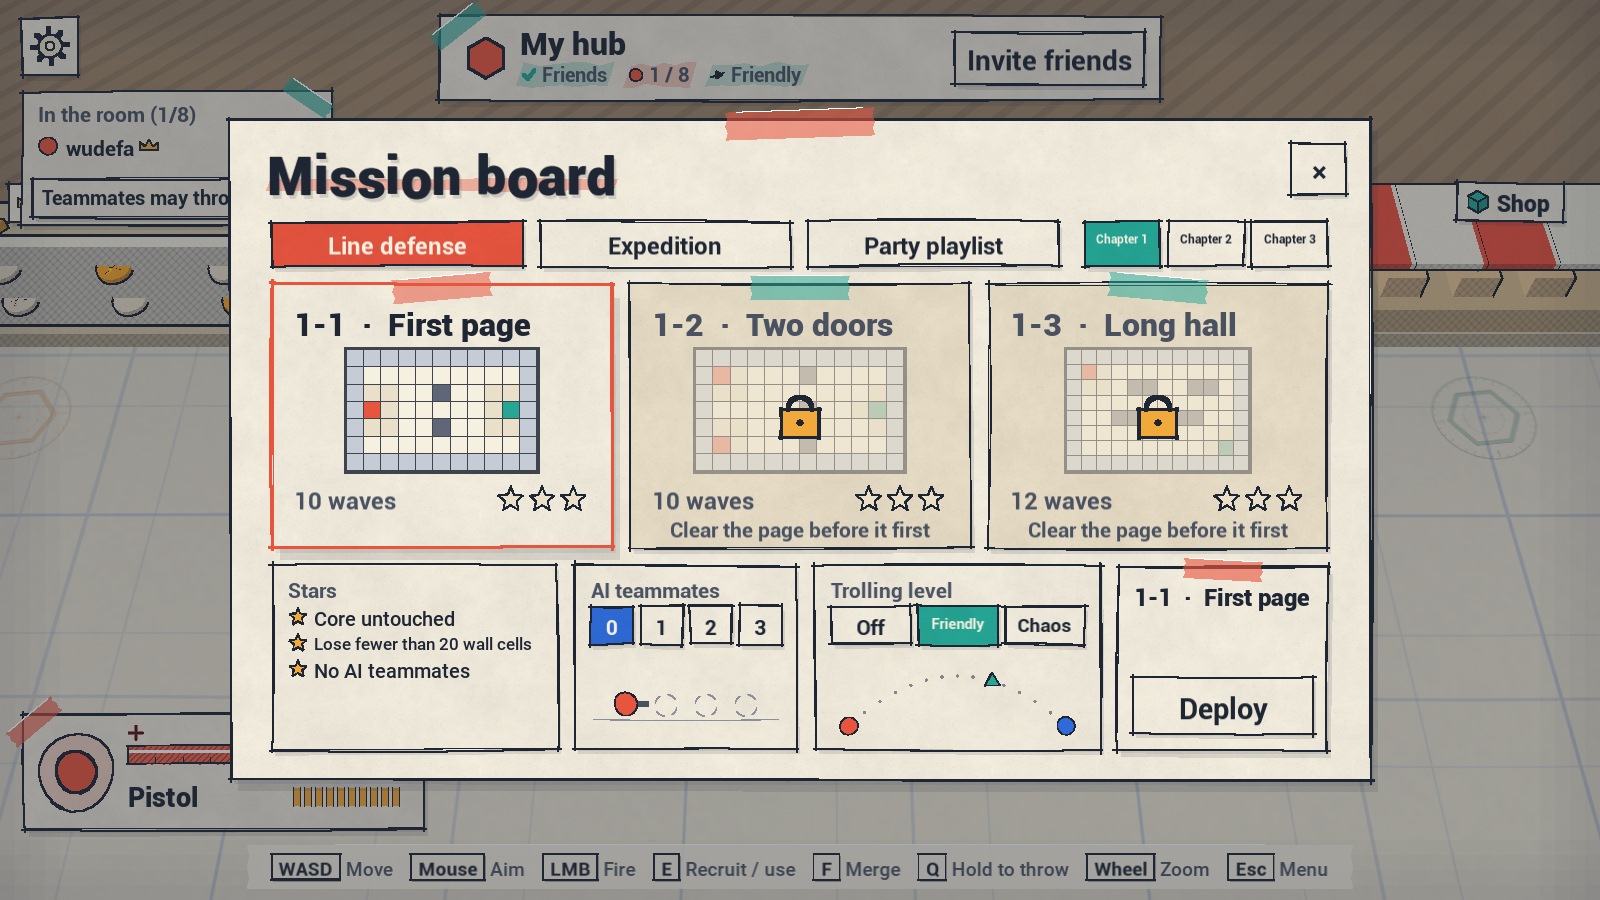 My hub
Friends 1 / 8 Friendly
Invite friends
In the room (1/8)
wudefa
Teammates may thro
Mission board
×
Shop
Line defense
Expedition
Party playlist
Chapter 1
Chapter 2
Chapter 3
1-1 · First page
10 waves
1-2 · Two doors
10 waves
Clear the page before it first
1-3 · Long hall
12 waves
Clear the page before it first
Stars
Core untouched
Lose fewer than 20 wall cells
No AI teammates
AI teammates
0 1 2 3
Trolling level
Off Friendly Chaos
1-1 · First page
Deploy
Pistol
WASD Move Mouse Aim LMB Fire E Recruit / use F Merge Q Hold to throw Wheel Zoom Esc Menu